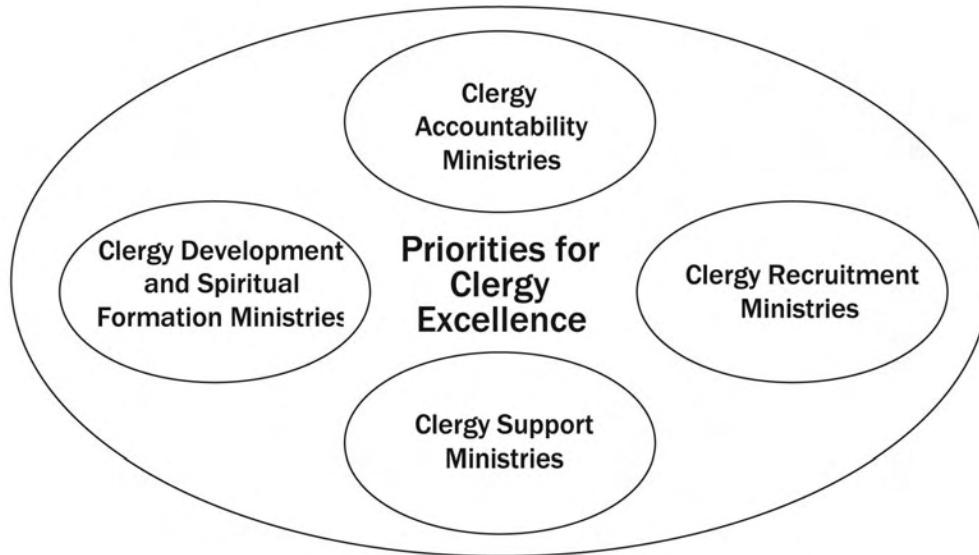 Clergy
Accountability
Ministries
Clergy Development
and Spiritual
Formation Ministries
Priorities for
Clergy
Excellence
Clergy Recruitment
Ministries
Clergy Support
Ministries